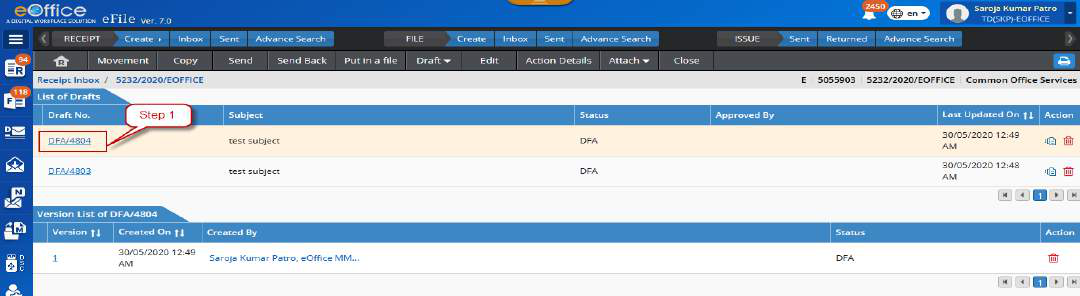 eOffice
A DIGITAL WORKPLACE SOLUTION eFile Ver. 7.0
2450
en
Saroja Kumar Patro
TD(SKP)-EOFFICE
RECEIPT Create Inbox Sent Advance Search FILE Create Inbox Sent Advance Search ISSUE Sent Returned Advance Search
94
R
Movement Copy Send Send Back Put in a file Draft Edit Action Details Attach Close
Receipt Inbox / 5232/2020/EOFFICE E 5055903 5232/2020/EOFFICE Common Office Services
118
F
List of Drafts
Draft No. Subject Status Approved By Last Updated On Action
Step 1
DFA/4804 test subject DFA 30/05/2020 12:49 AM
DFA/4803 test subject DFA 30/05/2020 12:48 AM
1
Version List of DFA/4804
Version Created On Created By Status Action
1 30/05/2020 12:49 AM Saroja Kumar Patro, eOffice MM... DFA
1
D
N
M
DSC